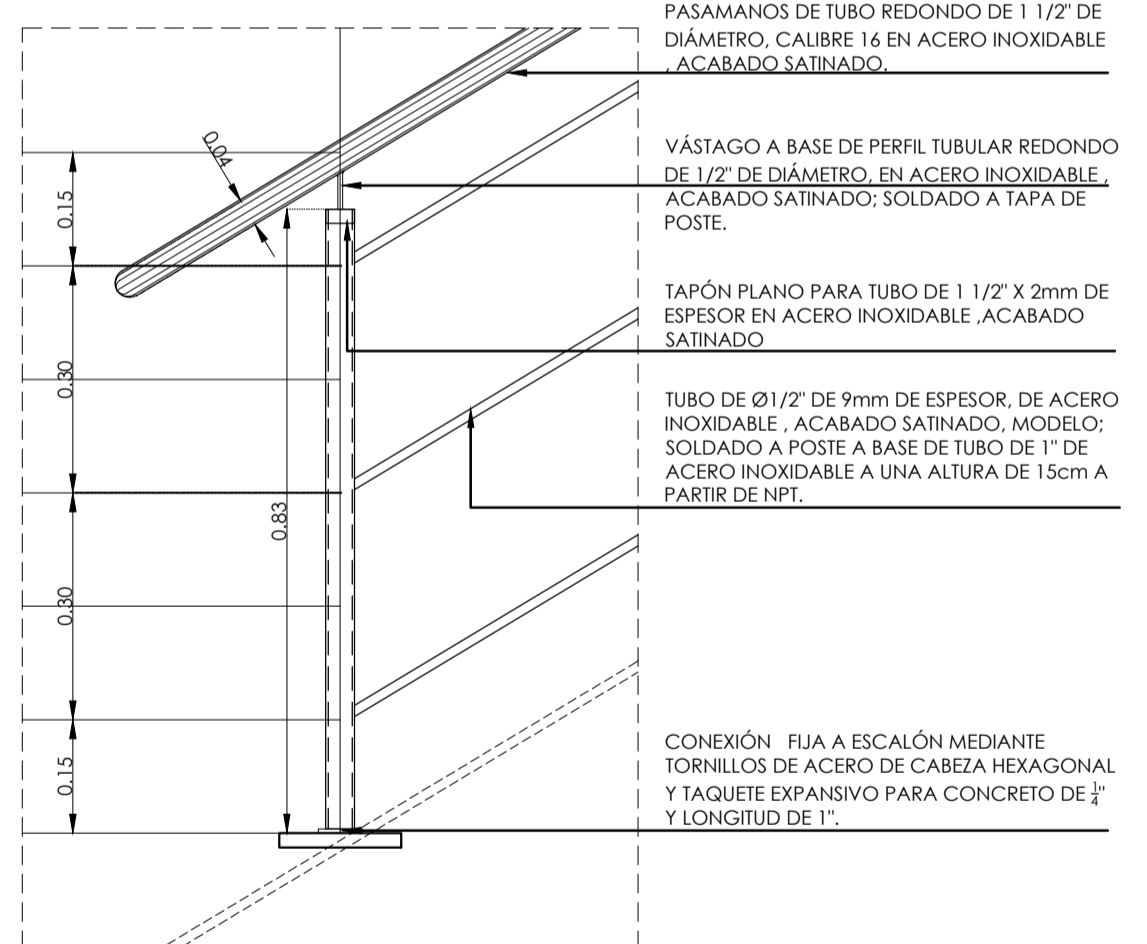 PASAMANOS DE TUBO REDONDO DE 1 1/2" DE
DIÁMETRO, CALIBRE 16 EN ACERO INOXIDABLE
, ACABADO SATINADO.
0.04
VÁSTAGO A BASE DE PERFIL TUBULAR REDONDO
DE 1/2" DE DIÁMETRO, EN ACERO INOXIDABLE ,
ACABADO SATINADO; SOLDADO A TAPA DE
POSTE.
0.15
TAPÓN PLANO PARA TUBO DE 1 1/2" X 2mm DE
ESPESOR EN ACERO INOXIDABLE ,ACABADO
SATINADO
0.30
TUBO DE Ø1/2" DE 9mm DE ESPESOR, DE ACERO
INOXIDABLE , ACABADO SATINADO, MODELO;
SOLDADO A POSTE A BASE DE TUBO DE 1" DE
ACERO INOXIDABLE A UNA ALTURA DE 15cm A
PARTIR DE NPT.
0.83
0.30
0.15
CONEXIÓN FIJA A ESCALÓN MEDIANTE
TORNILLOS DE ACERO DE CABEZA HEXAGONAL
Y TAQUETE EXPANSIVO PARA CONCRETO DE 1/4"
Y LONGITUD DE 1".